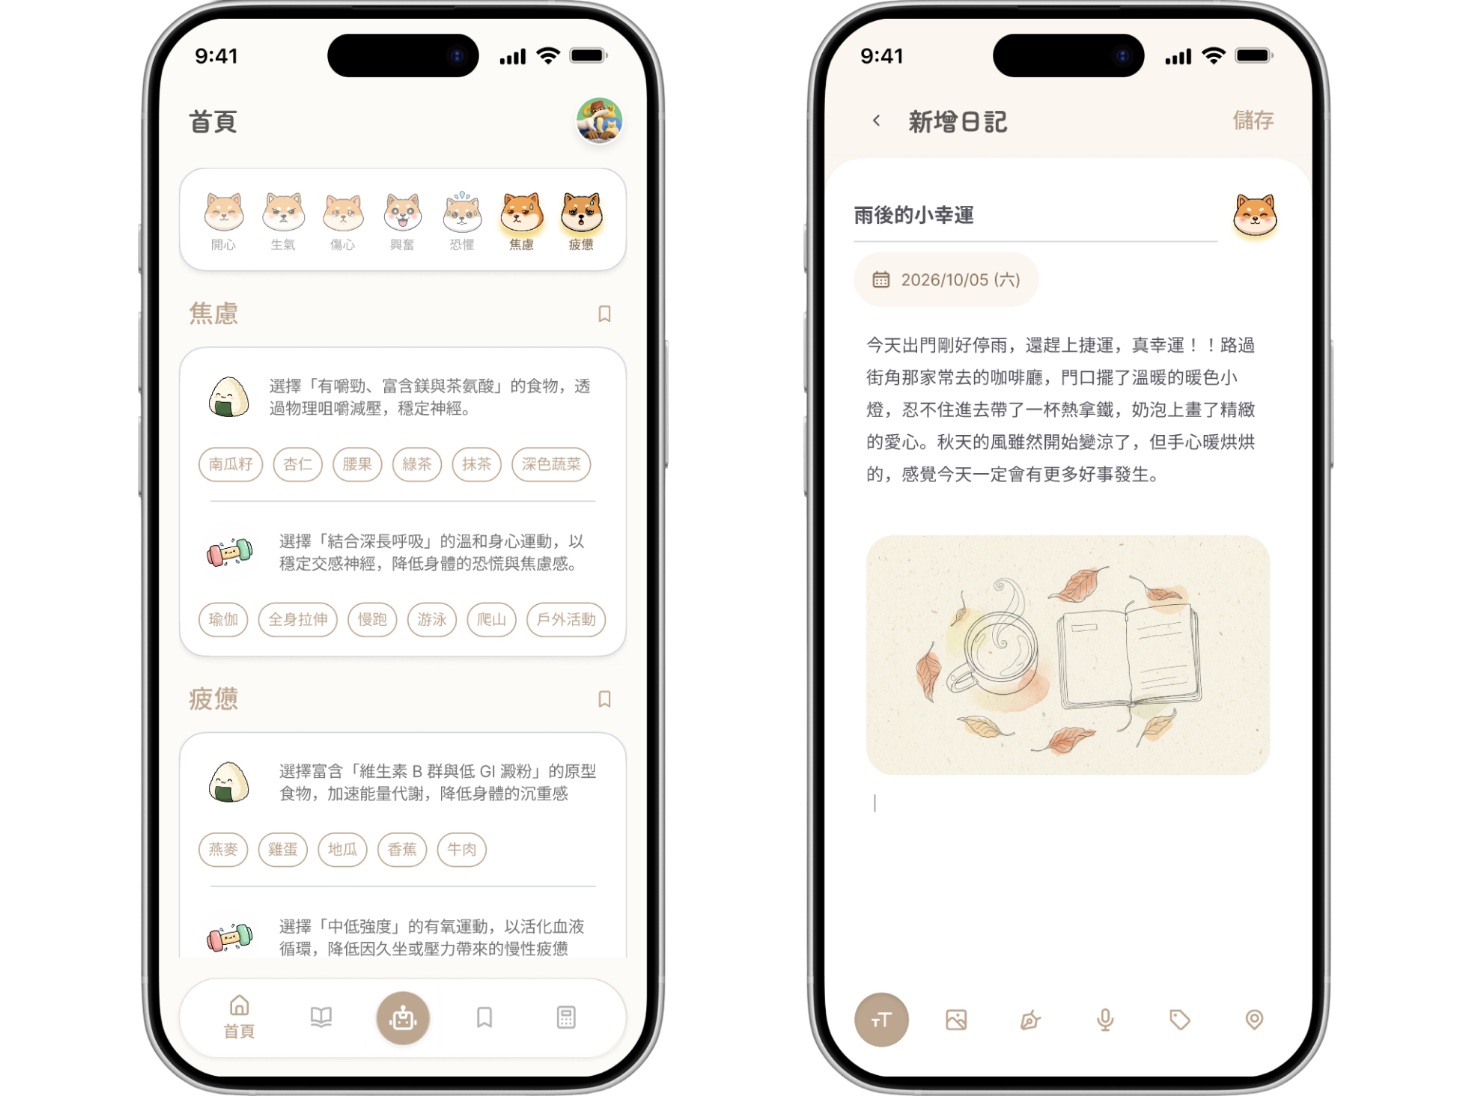 9:41
首頁
開心
生氣
傷心
興奮
恐懼
焦慮
疲憊
焦慮
選擇「有嚼勁、富含鎂與茶氨酸」的食物，透
過物理咀嚼減壓，穩定神經。
南瓜籽
杏仁
腰果
綠茶
抹茶
深色蔬菜
選擇「結合深長呼吸」的溫和身心運動，以
穩定交感神經，降低身體的恐慌與焦慮感。
瑜伽
全身拉伸
慢跑
游泳
爬山
戶外活動
疲憊
選擇富含「維生素 B 群與低 GI 澱粉」的原型
食物，加速能量代謝，降低身體的沉重感
燕麥
雞蛋
地瓜
香蕉
牛肉
選擇「中低強度」的有氧運動，以活化血液
循環，降低因久坐或壓力帶來的慢性疲憊
首頁
9:41
新增日記
儲存
雨後的小幸運
2026/10/05 (六)
今天出門剛好停雨，還趕上捷運，真幸運！！路過
街角那家常去的咖啡廳，門口擺了溫暖的暖色小
燈，忍不住進去帶了一杯熱拿鐵，奶泡上畫了精緻
的愛心。秋天的風雖然開始變涼了，但手心暖烘烘
的，感覺今天一定會有更多好事發生。
TT